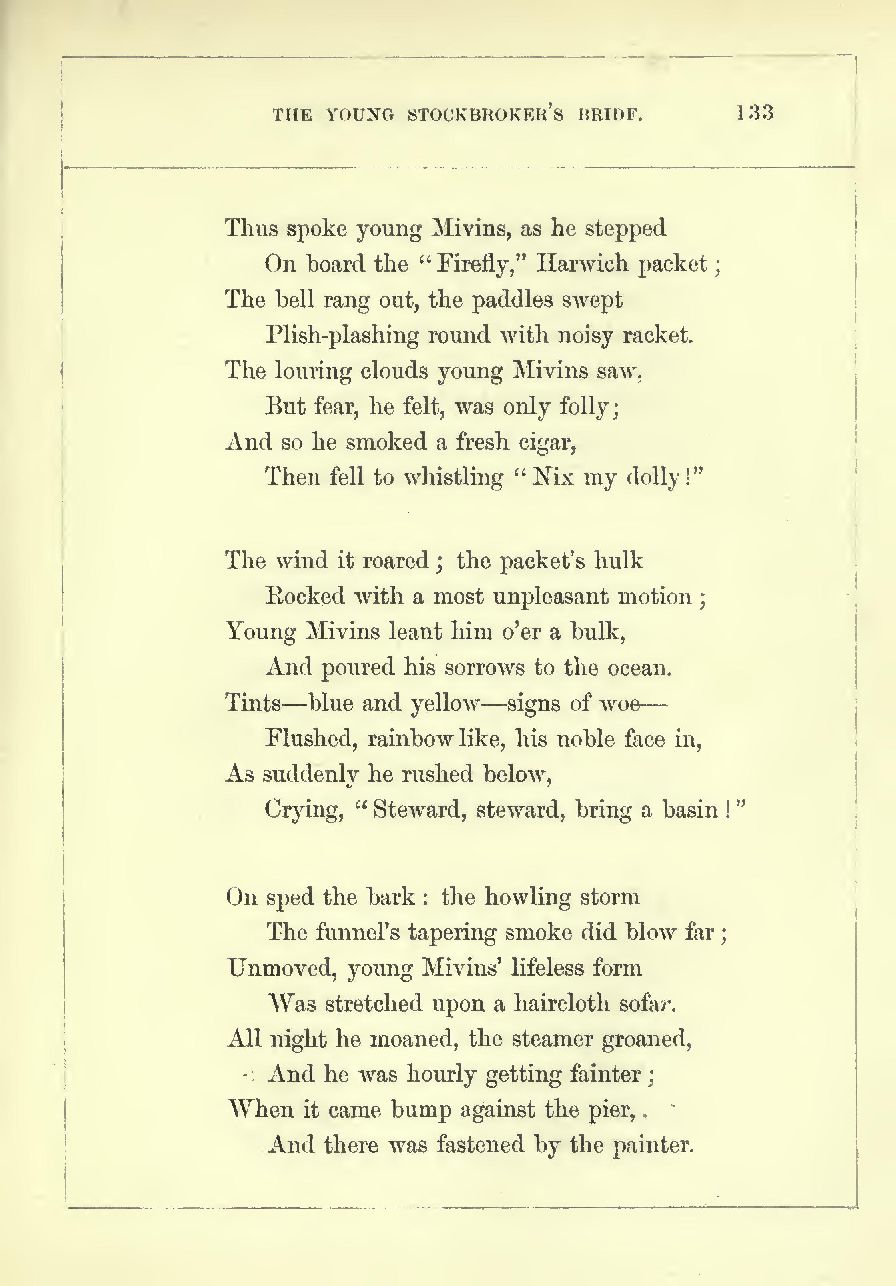 THE YOUNG STOCKBROKER'S BRIDE. 133
Thus spoke young Mivins, as he stepped
On board the “Firefly,” Harwich packet;
The bell rang out, the paddles swept
Plish-plashing round with noisy racket.
The louring clouds young Mivins saw,
But fear, he felt, was only folly;
And so he smoked a fresh cigar,
Then fell to whistling “Nix my dolly!”
The wind it roared; the packet's hulk
Rocked with a most unpleasant motion;
Young Mivins leant him o'er a bulk,
And poured his sorrows to the ocean.
Tints—blue and yellow—signs of woe—
Flushed, rainbowlike, his noble face in,
As suddenly he rushed below,
Crying, “Steward, steward, bring a basin!”
On sped the bark: the howling storm
The funnel's tapering smoke did blow far;
Unmoved, young Mivins' lifeless form
Was stretched upon a haircloth sofar.
All night he moaned, the steamer groaned,
And he was hourly getting fainter;
When it came bump against the pier,
And there was fastened by the painter.